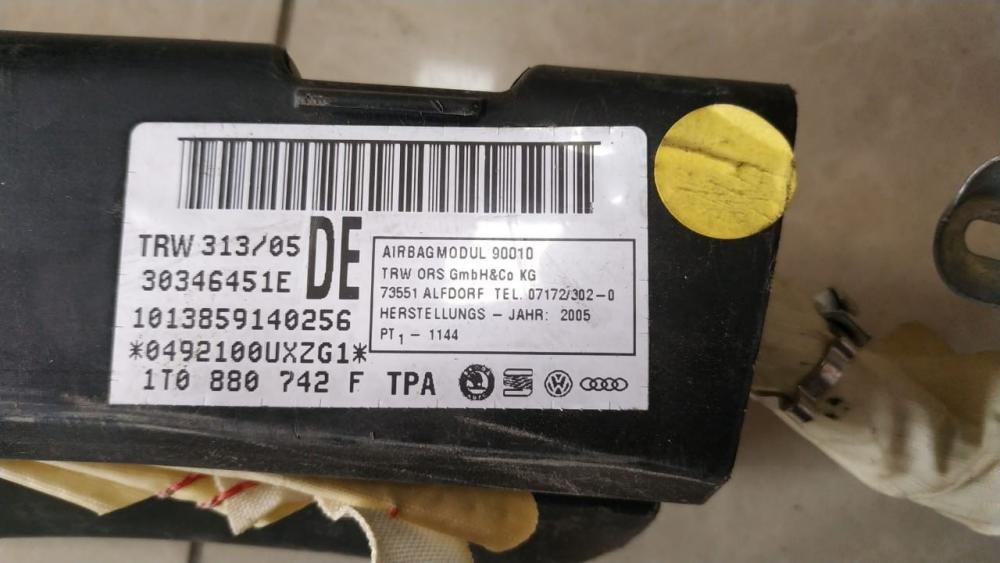 TRW 313/05
DE
30346451E
1013859140256
*0492100UXZG1*
1T0 880 742 F TPA
AIRBAGMODUL 90010
TRW ORS GmbH&Co KG
73551 ALFDORF TEL. 07172/302-0
HERSTELLUNGS - JAHR: 2005
PT1 - 1144